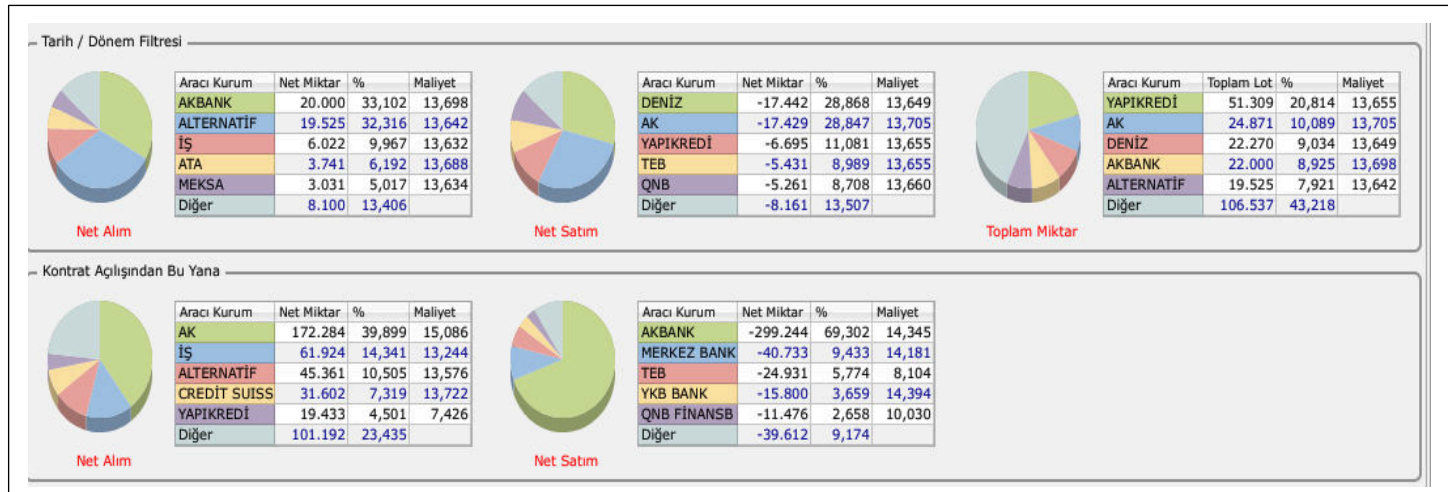 Tarih / Dönem Filtresi
Aracı Kurum Net Miktar % Maliyet
AKBANK 20.000 33,102 13,698
ALTERNATİF 19.525 32,316 13,642
İŞ 6.022 9,967 13,632
ATA 3.741 6,192 13,688
MEKSA 3.031 5,017 13,634
Diğer 8.100 13,406
Net Alım
Aracı Kurum Net Miktar % Maliyet
DENİZ -17.442 28,868 13,649
AK -17.429 28,847 13,705
YAPIKREDİ -6.695 11,081 13,655
TEB -5.431 8,989 13,655
QNB -5.261 8,708 13,660
Diğer -8.161 13,507
Net Satım
Aracı Kurum Toplam Lot % Maliyet
YAPIKREDİ 51.309 20,814 13,655
AK 24.871 10,089 13,705
DENİZ 22.270 9,034 13,649
AKBANK 22.000 8,925 13,698
ALTERNATİF 19.525 7,921 13,642
Diğer 106.537 43,218
Toplam Miktar
Kontrat Açılışından Bu Yana
Aracı Kurum Net Miktar % Maliyet
AK 172.284 39,899 15,086
İŞ 61.924 14,341 13,244
ALTERNATİF 45.361 10,505 13,576
CREDİT SUISS 31.602 7,319 13,722
YAPIKREDİ 19.433 4,501 7,426
Diğer 101.192 23,435
Net Alım
Aracı Kurum Net Miktar % Maliyet
AKBANK -299.244 69,302 14,345
MERKEZ BANK -40.733 9,433 14,181
TEB -24.931 5,774 8,104
YKB BANK -15.800 3,659 14,394
QNB FİNANSB -11.476 2,658 10,030
Diğer -39.612 9,174
Net Satım